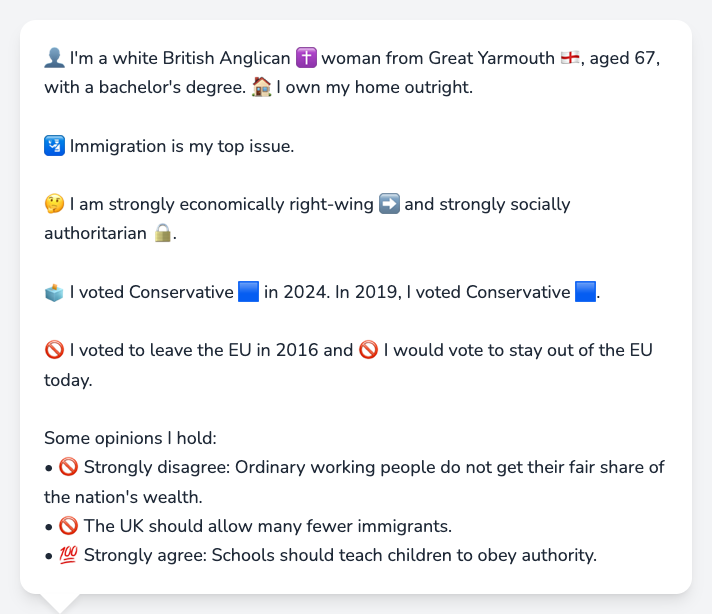 👤 I'm a white British Anglican ✝️ woman from Great Yarmouth 🏴󠁧󠁢󠁥󠁮󠁧󠁿, aged 67,
with a bachelor's degree. 🏠 I own my home outright.
🛂 Immigration is my top issue.
🤔 I am strongly economically right-wing ➡️ and strongly socially
authoritarian 🔒.
🗳️ I voted Conservative 🟦 in 2024. In 2019, I voted Conservative 🟦.
🚫 I voted to leave the EU in 2016 and 🚫 I would vote to stay out of the EU
today.
Some opinions I hold:
• 🚫 Strongly disagree: Ordinary working people do not get their fair share of
the nation's wealth.
• 🚫 The UK should allow many fewer immigrants.
• 💯 Strongly agree: Schools should teach children to obey authority.